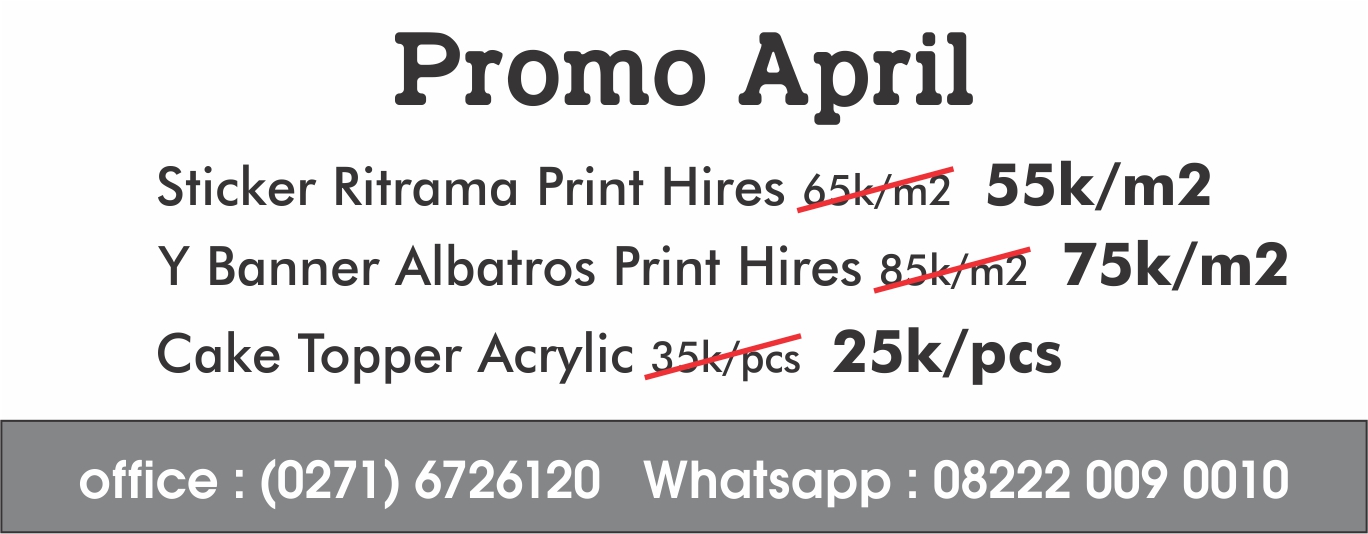 Promo April
Sticker Ritrama Print Hires 65k/m2 55k/m2
Y Banner Albatros Print Hires 85k/m2 75k/m2
Cake Topper Acrylic 35k/pcs 25k/pcs
office : (0271) 6726120 Whatsapp : 08222 009 0010